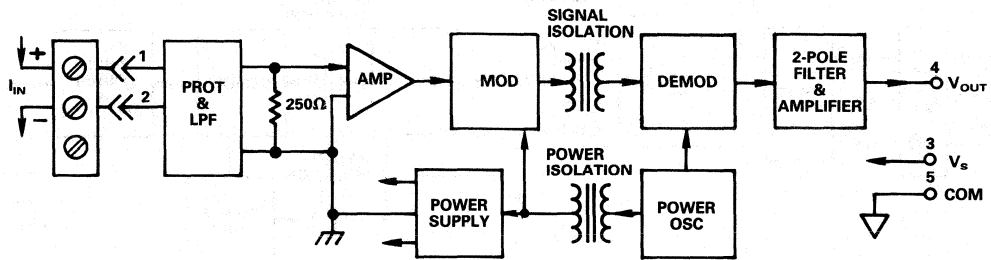 +
1
I_IN
−
2
PROT
&
LPF
250Ω
AMP
MOD
SIGNAL
ISOLATION
DEMOD
2-POLE
FILTER
&
AMPLIFIER
4
V_OUT
3
V_S
5
COM
POWER
SUPPLY
POWER
ISOLATION
POWER
OSC